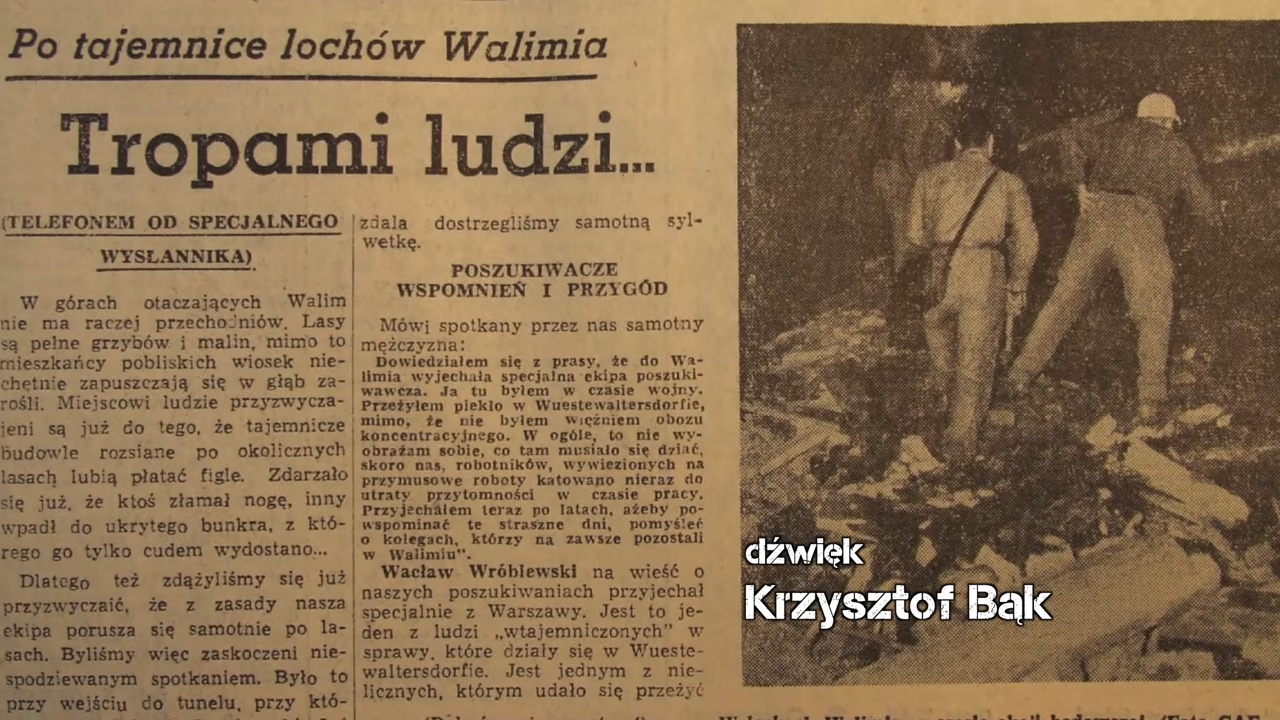 Po tajemnice lochów Walimia
Tropami ludzi...
(TELEFONEM OD SPECJALNEGO
WYSŁANNIKA)
W górach otaczających Walim
nie ma raczej przechodniów. Lasy
są pełne grzybów i malin, mimo to
mieszkańcy pobliskich wiosek nie-
chętnie zapuszczają się w głąb za-
rośli. Miejscowi ludzie przyzwycza-
jeni są już do tego, że tajemnicze
budowle rozsiane po okolicznych
lasach lubią płatać figle. Zdarzało
się już, że ktoś złamał nogę, inny
wpadł do ukrytego bunkra, z któ-
rego go tylko cudem wydostano...
Dlatego też zdążyliśmy się już
przyzwyczaić, że z zasady nasza
ekipa porusza się samotnie po la-
sach. Byliśmy więc zaskoczeni nie-
spodziewanym spotkaniem. Było to
przy wejściu do tunelu, przy któ-
zdala dostrzegliśmy samotną syl-
wetkę.
POSZUKIWACZE
WSPOMNIEŃ I PRZYGÓD
Mówi spotkany przez nas samotny
mężczyzna:
Dowiedziałem się z prasy, że do Wa-
limia wyjechała specjalna ekipa poszuki-
wawcza. Ja tu byłem w czasie wojny.
Przeżyłem piekło w Wuestewaltersdorfie,
mimo, że nie byłem więźniem obozu
koncentracyjnego. W ogóle, to nie wy-
obrażam sobie, co tam musiało się dziać,
skoro nas, robotników, wywiezionych na
przymusowe roboty katowano nieraz do
utraty przytomności w czasie pracy.
Przyjechałem teraz po latach, ażeby po-
wspominać te straszne dni, pomyśleć
o kolegach, którzy na zawsze pozostali
w Walimiu".
Wacław Wróblewski na wieść o
naszych poszukiwaniach przyjechał
specjalnie z Warszawy. Jest to je-
den z ludzi „wtajemniczonych" w
sprawy, które działy się w Wueste-
waltersdorfie. Jest jednym z nie-
licznych, którym udało się przeżyć
dźwięk
Krzysztof Bąk